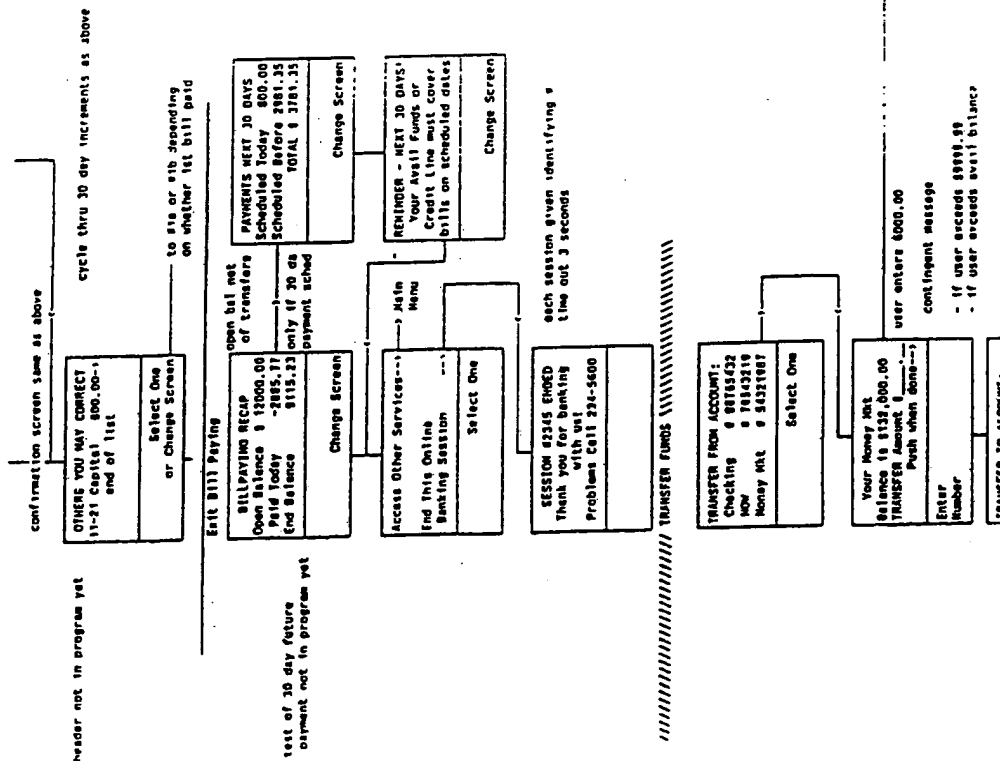 confirmation screen same as above
header not in program yet
OTHERS YOU MAY CORRECT
11-21 Capital 800.00-->
end of list
Select One
or Change Screen
cycle thru 30 day increments as above
to #1a or #1b depending
on whether 1st bill paid
Exit Bill Paying
BILLPAYING RECAP
Open Balance $ 12000.00
Paid Today -2885.77
End Balance 9115.23
Change Screen
open bal net
of transfers
only if 30 da
payment sched
PAYMENTS NEXT 30 DAYS
Scheduled Today 800.00
Scheduled Before 2981.35
TOTAL $ 3781.35
Change Screen
test of 30 day future
payment not in program yet
Access Other Services--->
Main
Menu
End This Online
Banking Session --->
Select One
REMINDER - NEXT 30 DAYS'
Your Avail Funds or
Credit Line must cover
bills on scheduled dates
Change Screen
SESSION #2345 ENDED
Thank you for banking
with us!
Problems Call 224-5600
each session given identifying #
time out 3 seconds
TRANSFER FUNDS
TRANSFER FROM ACCOUNT:
Checking # 98765432
NOW # 76543219
Money Mkt # 54321987
Select One
Your Money Mkt
Balance is $132,000.00
TRANSFER Amount $
Push when done-->
Enter
Number
user enters 6000.00
contingent message
- if user exceeds $9999.99
- if user exceeds avail balance